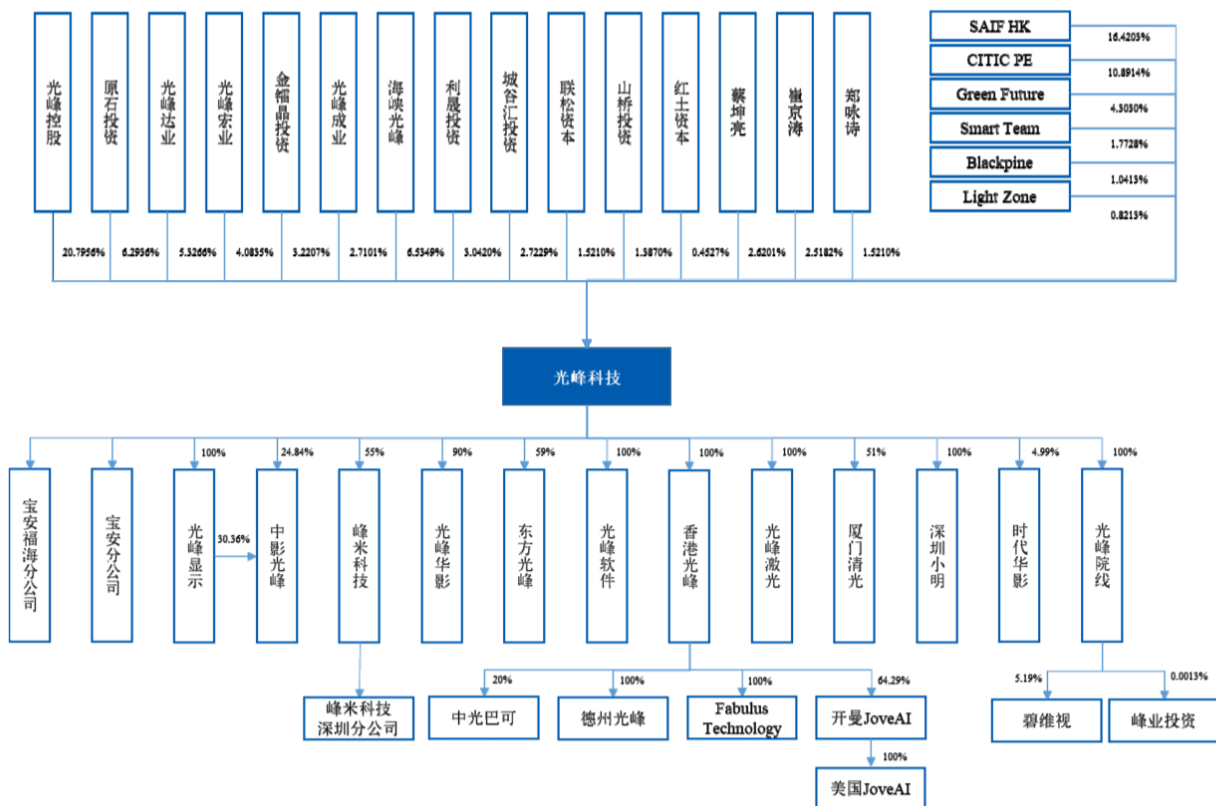 光峰控股
原石投资
光峰达业
光峰宏业
金镭晶投资
光峰成业
海峡光峰
利晟投资
城谷汇投资
联松资本
山桥投资
红土资本
蔡坤亮
崔京涛
郑咏诗
SAIF HK
CITIC PE
Green Future
Smart Team
Blackpine
Light Zone
16.4203%
10.8914%
4.3030%
1.7728%
1.0413%
0.8213%
20.7956%
6.2936%
5.3266%
4.0835%
3.2207%
2.7101%
6.5349%
3.0420%
2.7229%
1.5210%
1.3870%
0.4527%
2.6201%
2.5182%
1.5210%
光峰科技
100%
24.84%
55%
90%
59%
100%
100%
100%
51%
100%
4.99%
100%
宝安福海分公司
宝安分公司
光峰显示
30.36%
中影光峰
峰米科技
光峰华影
东方光峰
光峰软件
香港光峰
光峰激光
厦门清光
深圳小明
时代华影
光峰院线
20%
100%
100%
64.29%
5.19%
0.0013%
峰米科技
深圳分公司
中光巴可
德州光峰
Fabulus
Technology
开曼JoveAI
碧维视
峰业投资
100%
美国JoveAI